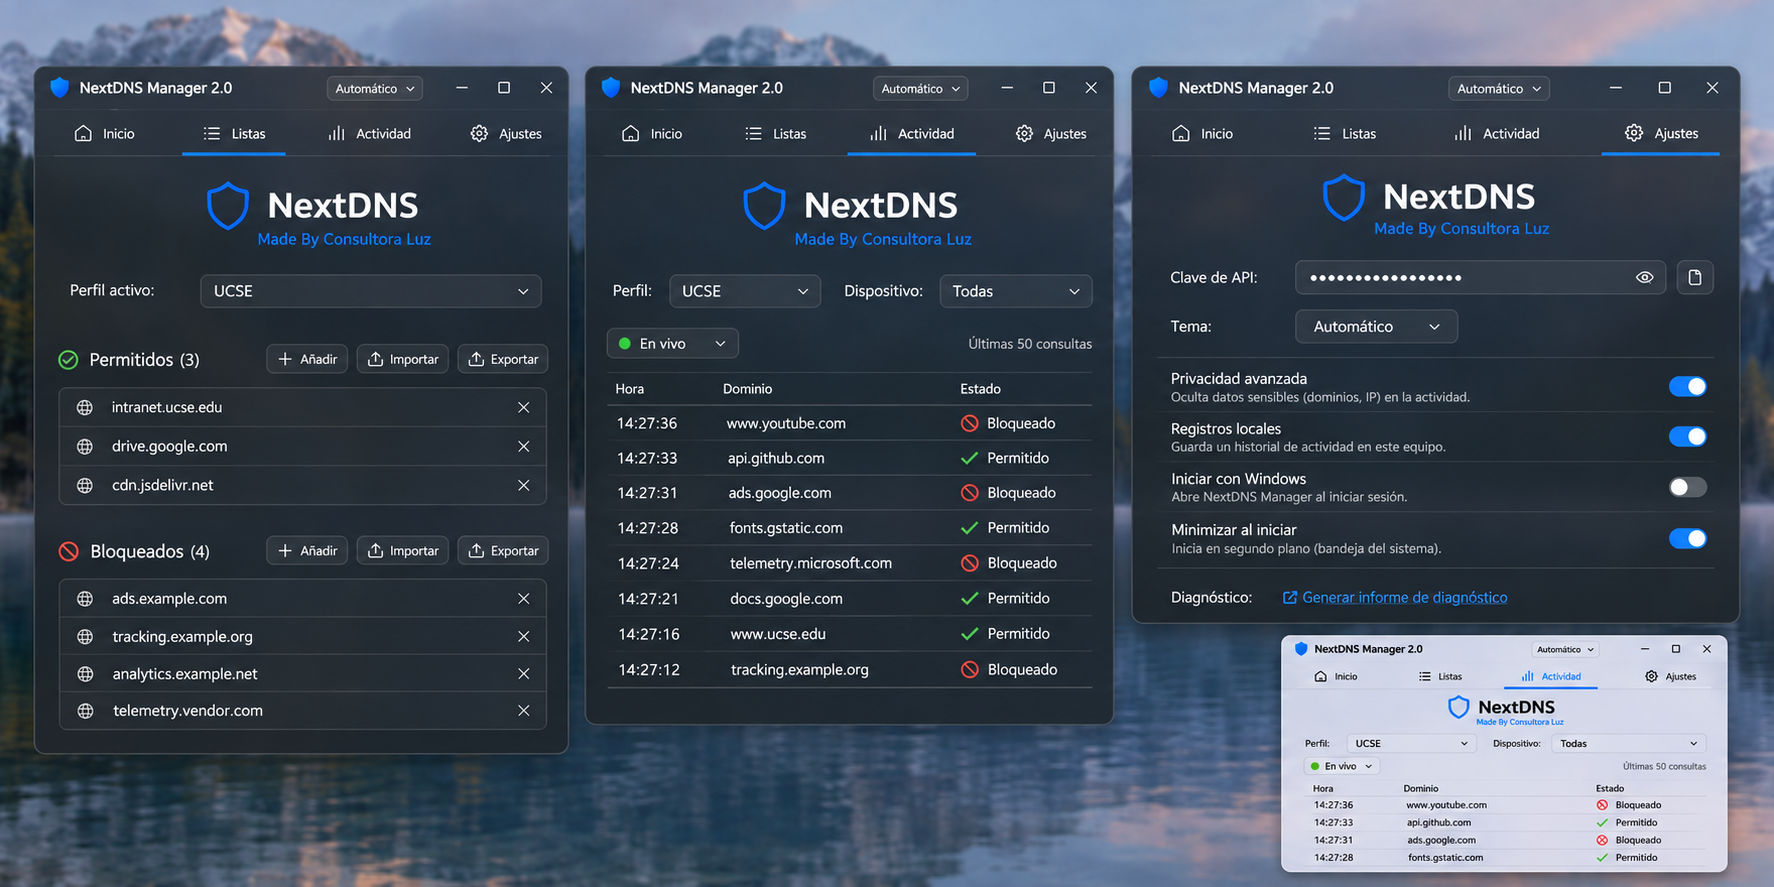 NextDNS Manager 2.0
Automático
Inicio
Listas
Actividad
Ajustes
NextDNS
Made By Consultora Luz
Perfil activo:
UCSE
Permitidos (3)
Añadir
Importar
Exportar
intranet.ucse.edu
drive.google.com
cdn.jsdelivr.net
Bloqueados (4)
Añadir
Importar
Exportar
ads.example.com
tracking.example.org
analytics.example.net
telemetry.vendor.com
NextDNS Manager 2.0
Automático
Inicio
Listas
Actividad
Ajustes
NextDNS
Made By Consultora Luz
Perfil:
UCSE
Dispositivo:
Todas
En vivo
Últimas 50 consultas
Hora Dominio Estado
14:27:36 www.youtube.com Bloqueado
14:27:33 api.github.com Permitido
14:27:31 ads.google.com Bloqueado
14:27:28 fonts.gstatic.com Permitido
14:27:24 telemetry.microsoft.com Bloqueado
14:27:21 docs.google.com Permitido
14:27:16 www.ucse.edu Permitido
14:27:12 tracking.example.org Bloqueado
NextDNS Manager 2.0
Automático
Inicio
Listas
Actividad
Ajustes
NextDNS
Made By Consultora Luz
Clave de API:
Tema:
Automático
Privacidad avanzada
Oculta datos sensibles (dominios, IP) en la actividad.
Registros locales
Guarda un historial de actividad en este equipo.
Iniciar con Windows
Abre NextDNS Manager al iniciar sesión.
Minimizar al iniciar
Inicia en segundo plano (bandeja del sistema).
Diagnóstico:
Generar informe de diagnóstico
NextDNS Manager 2.0
Automático
Inicio
Listas
Actividad
Ajustes
NextDNS
Made By Consultora Luz
Perfil:
UCSE
Dispositivo:
Todas
En vivo
Últimas 50 consultas
Hora Dominio Estado
14:27:36 www.youtube.com Bloqueado
14:27:33 api.github.com Permitido
14:27:31 ads.google.com Bloqueado
14:27:28 fonts.gstatic.com Permitido